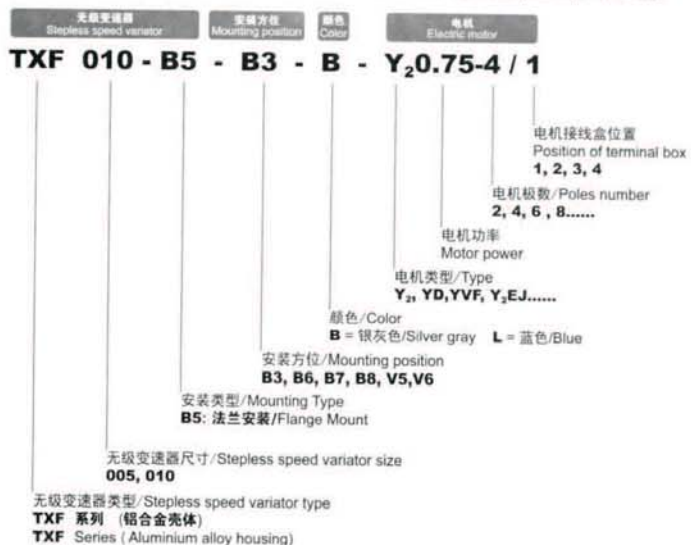 无级变速器 安装方位 颜色 电机
Stepless speed variator Mounting position Color Electric motor
TXF 010 - B5 - B3 - B - Y₂0.75-4 / 1
电机接线盒位置
Position of terminal box
1, 2, 3, 4
电机极数/Poles number
2, 4, 6 , 8......
电机功率
Motor power
电机类型/Type
Y₂, YD,YVF, Y₂EJ......
颜色/Color
B = 银灰色/Silver gray L = 蓝色/Blue
安装方位/Mounting position
B3, B6, B7, B8, V5,V6
安装类型/Mounting Type
B5: 法兰安装/Flange Mount
无级变速器尺寸/Stepless speed variator size
005, 010
无级变速器类型/Stepless speed variator type
TXF 系列 (铝合金壳体)
TXF Series ( Aluminium alloy housing)